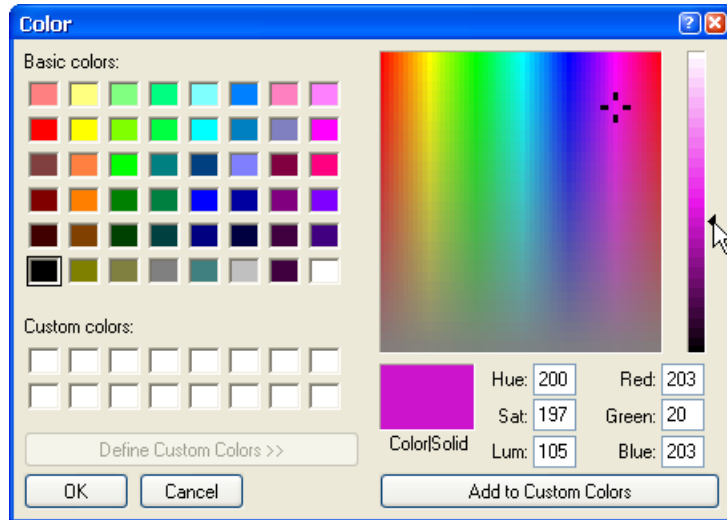 Color
Basic colors:
Custom colors:
Define Custom Colors >>
OK Cancel
Color|Solid
Hue: 200 Red: 203
Sat: 197 Green: 20
Lum: 105 Blue: 203
Add to Custom Colors